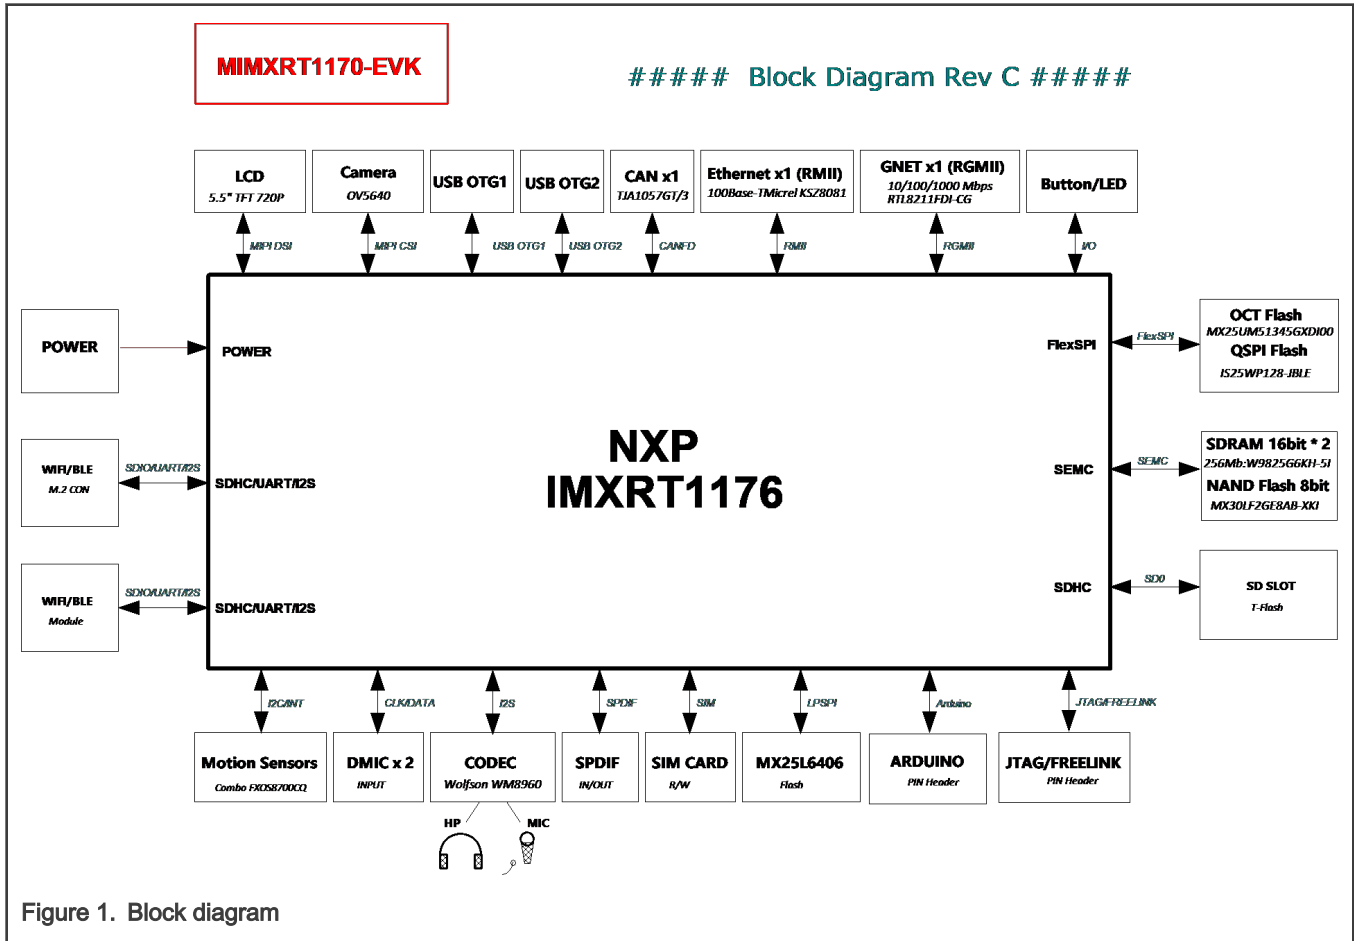 MIMXRT1170-EVK
##### Block Diagram Rev C #####
LCD
5.5" TFT 720P
Camera
OV5640
USB OTG1
USB OTG2
CAN x1
TJA1057GT/3
Ethernet x1 (RMII)
100Base-TMicrel KSZ8081
GNET x1 (RGMII)
10/100/1000 Mbps
RTL8211FDI-CG
Button/LED
MIPI DSI
MIPI CSI
USB OTG1
USB OTG2
CANFD
RMII
RGMII
I/O
POWER
POWER
WIFI/BLE
M.2 CON
SDIO/UART/I2S
SDHC/UART/I2S
WIFI/BLE
Module
SDIO/UART/I2S
SDHC/UART/I2S
NXP
IMXRT1176
FlexSPI
FlexSPI
OCT Flash
MX25UM51345GXDI00
QSPI Flash
IS25WP128-JBLE
SEMC
SEMC
SDRAM 16bit * 2
256Mb:W9825G6KH-5I
NAND Flash 8bit
MX30LF2GE8AB-XKI
SDHC
SD0
SD SLOT
T-Flash
I2C/INT
CLK/DATA
I2S
SPDIF
SIM
LPSPI
Arduino
JTAG/FREELINK
Motion Sensors
Combo FXOS8700CQ
DMIC x 2
INPUT
CODEC
Wolfson WM8960
SPDIF
IN/OUT
SIM CARD
R/W
MX25L6406
Flash
ARDUINO
PIN Header
JTAG/FREELINK
PIN Header
HP
MIC
Figure 1. Block diagram